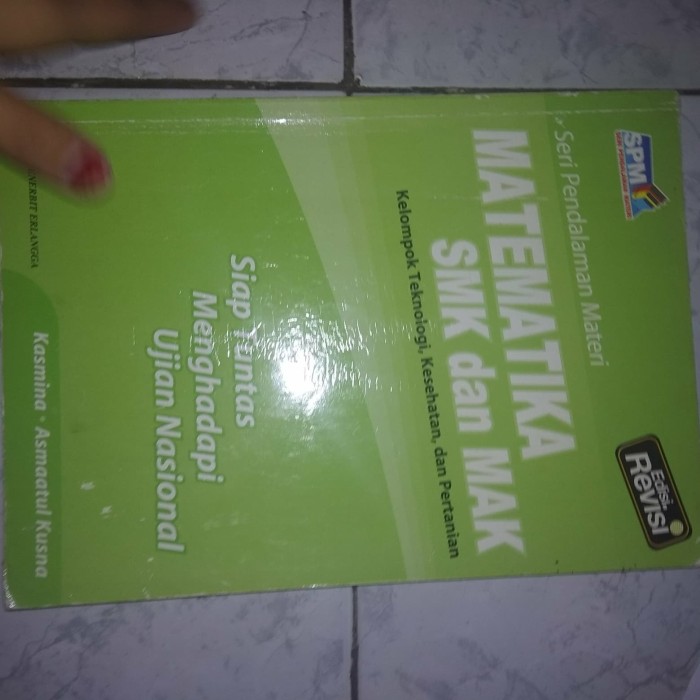 SPM
Seri Pendalaman Materi
MATEMATIKA
SMK dan MAK
Kelompok Teknologi, Kesehatan, dan Pertanian
Edisi
Revisi
Siap Tuntas
Menghadapi
Ujian Nasional
Kasmina • Asmaatul Kusna
ERLANGGA